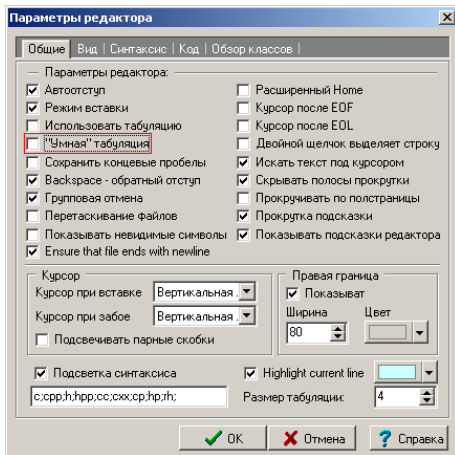 Параметры редактора
Общие Вид Синтаксис Код Обзор классов
Параметры редактора:
Автоотступ
Режим вставки
Использовать табуляцию
"Умная" табуляция
Сохранить концевые пробелы
Backspace - обратный отступ
Групповая отмена
Перетаскивание файлов
Показывать невидимые символы
Ensure that file ends with newline
Расширенный Home
Курсор после EOF
Курсор после EOL
Двойной щелчок выделяет строку
Искать текст под курсором
Скрывать полосы прокрутки
Прокручивать по полстраницы
Прокрутка подсказки
Показывать подсказки редактора
Курсор
Курсор при вставке Вертикальная .
Курсор при забое Вертикальная .
Подсвечивать парные скобки
Правая граница
Показыват
Ширина Цвет
80
Подсветка синтаксиса
c;cpp;h;hpp;cc;cxx;cp;hp;rh;
Highlight current line
Размер табуляции: 4
OK Отмена Справка